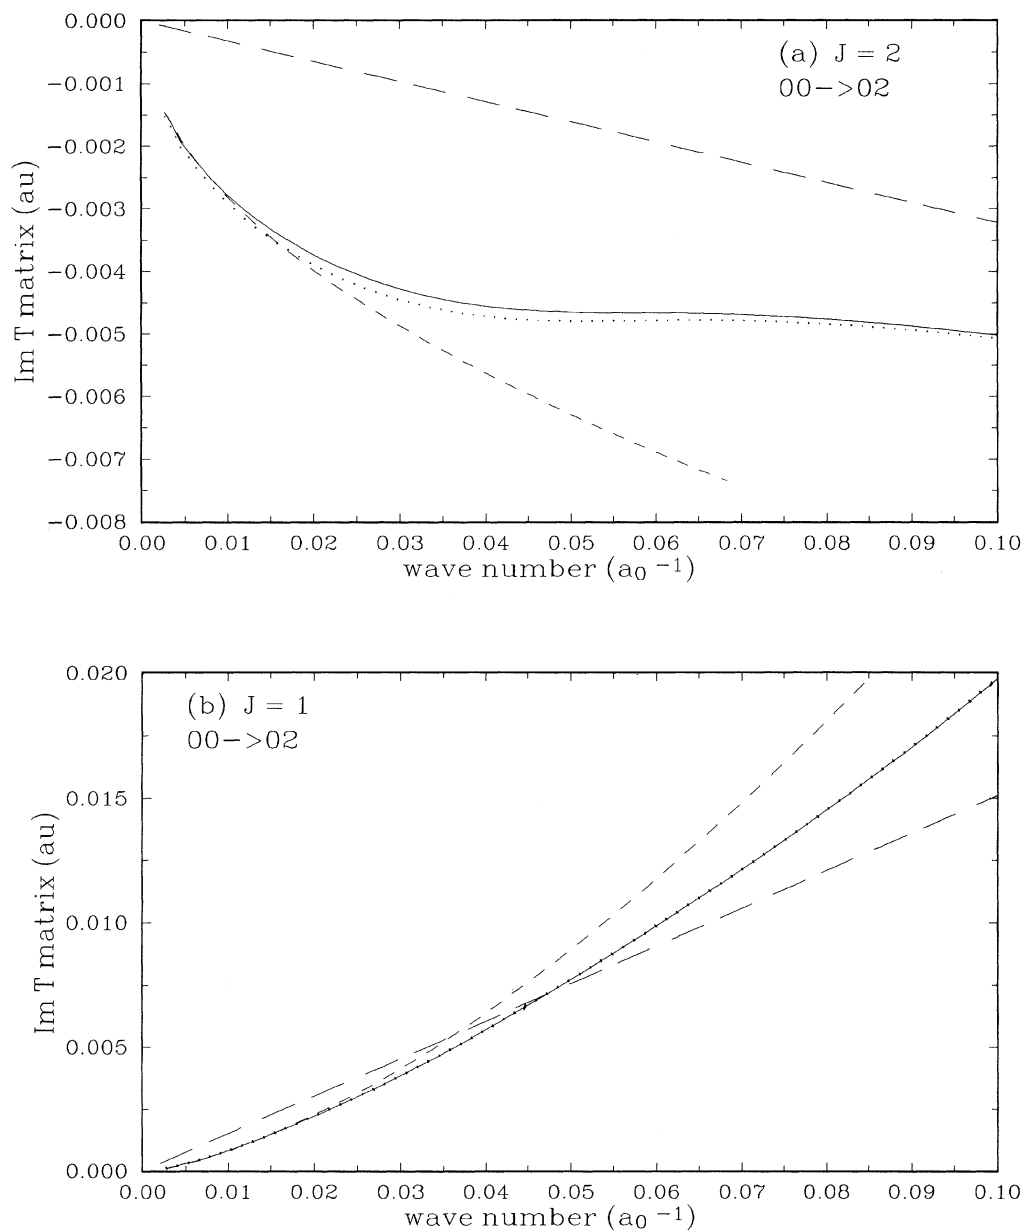 0.000
(a) J = 2
00->02
-0.001
-0.002
-0.003
-0.004
-0.005
-0.006
-0.007
-0.008
Im T matrix (au)
0.00 0.01 0.02 0.03 0.04 0.05 0.06 0.07 0.08 0.09 0.10
wave number (a₀⁻¹)
0.020
(b) J = 1
00->02
0.015
0.010
0.005
0.000
Im T matrix (au)
0.00 0.01 0.02 0.03 0.04 0.05 0.06 0.07 0.08 0.09 0.10
wave number (a₀⁻¹)